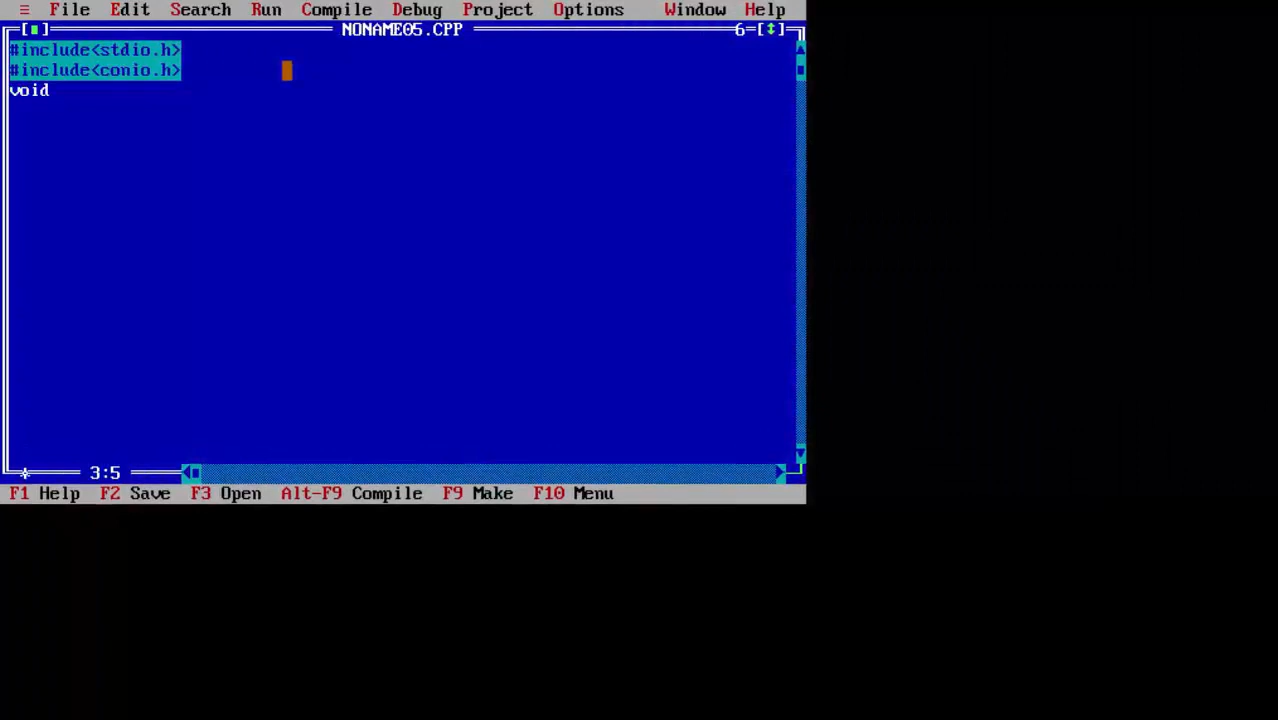 ≡ File Edit Search Run Compile Debug Project Options Window Help
[■] NONAME05.CPP 6=[↕]
#include<stdio.h>
#include<conio.h>
void
3:5
F1 Help F2 Save F3 Open Alt-F9 Compile F9 Make F10 Menu